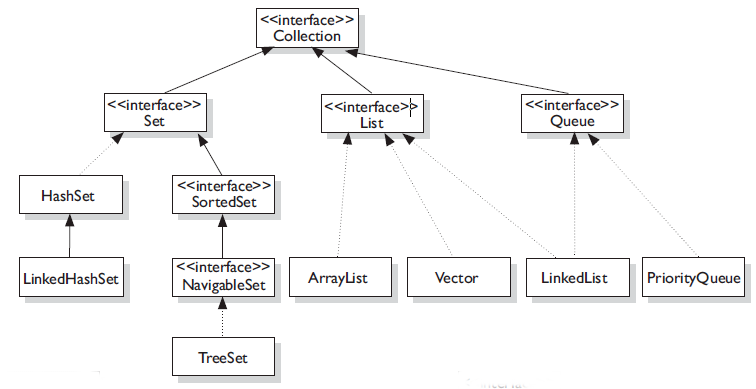 <<interface>>
Collection
<<interface>>
Set
<<interface>>
List
<<interface>>
Queue
HashSet
<<interface>>
SortedSet
LinkedHashSet
<<interface>>
NavigableSet
ArrayList
Vector
LinkedList
PriorityQueue
TreeSet